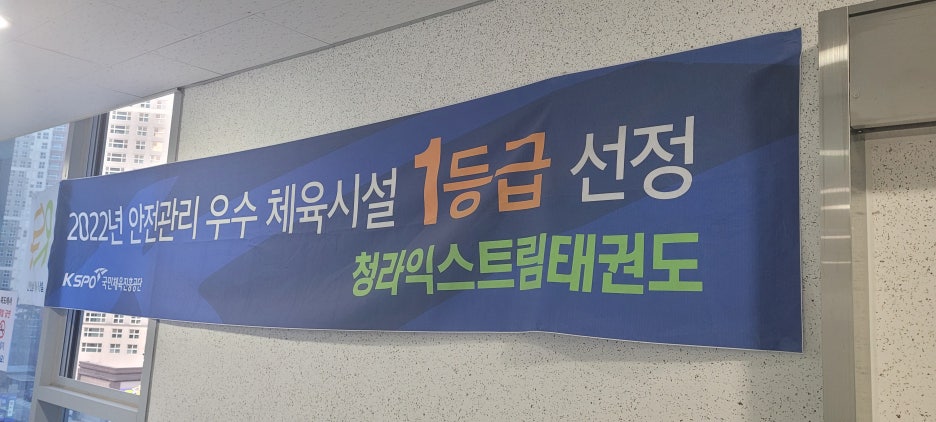 2022년 안전관리 우수 체육시설 1등급 선정
청라익스트림태권도
KSPO 국민체육진흥공단